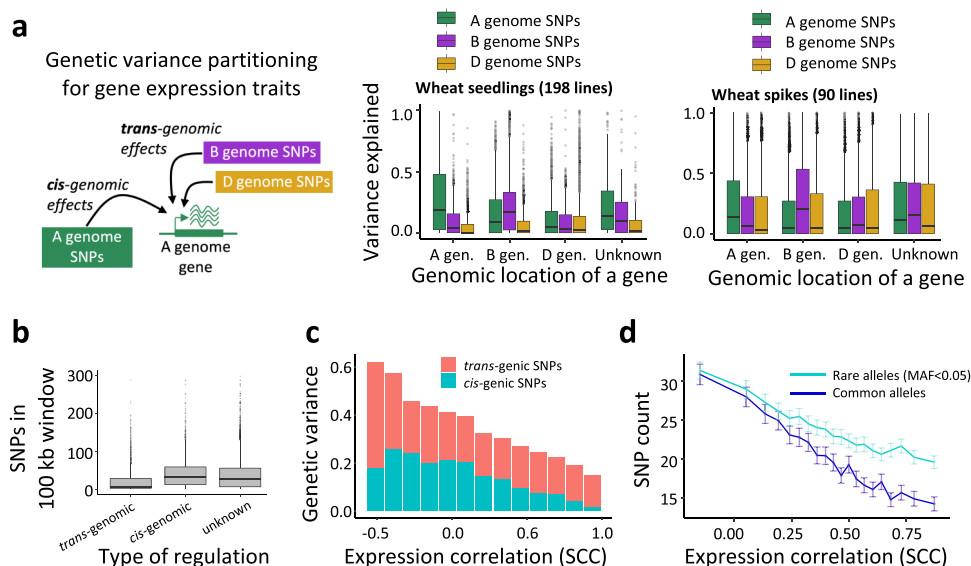 a
Genetic variance partitioning
for gene expression traits
trans-genomic
effects
B genome SNPs
D genome SNPs
cis-genomic
effects
A genome
SNPs
A genome
gene
A genome SNPs
B genome SNPs
D genome SNPs
Wheat seedlings (198 lines)
Variance explained
1.0
0.5
0.0
A gen.
B gen.
D gen.
Unknown
Genomic location of a gene
A genome SNPs
B genome SNPs
D genome SNPs
Wheat spikes (90 lines)
1.0
0.5
0.0
A gen.
B gen.
D gen.
Unknown
Genomic location of a gene
b
SNPs in
100 kb window
300
200
100
0
trans-genomic
cis-genomic
unknown
Type of regulation
c
Genetic variance
0.6
0.4
0.2
0.0
trans-genic SNPs
cis-genic SNPs
-0.5
0.0
1.0
Expression correlation (SCC)
d
SNP count
30
25
20
15
Rare alleles (MAF<0.05)
Common alleles
0.00
0.25
0.50
0.75
Expression correlation (SCC)